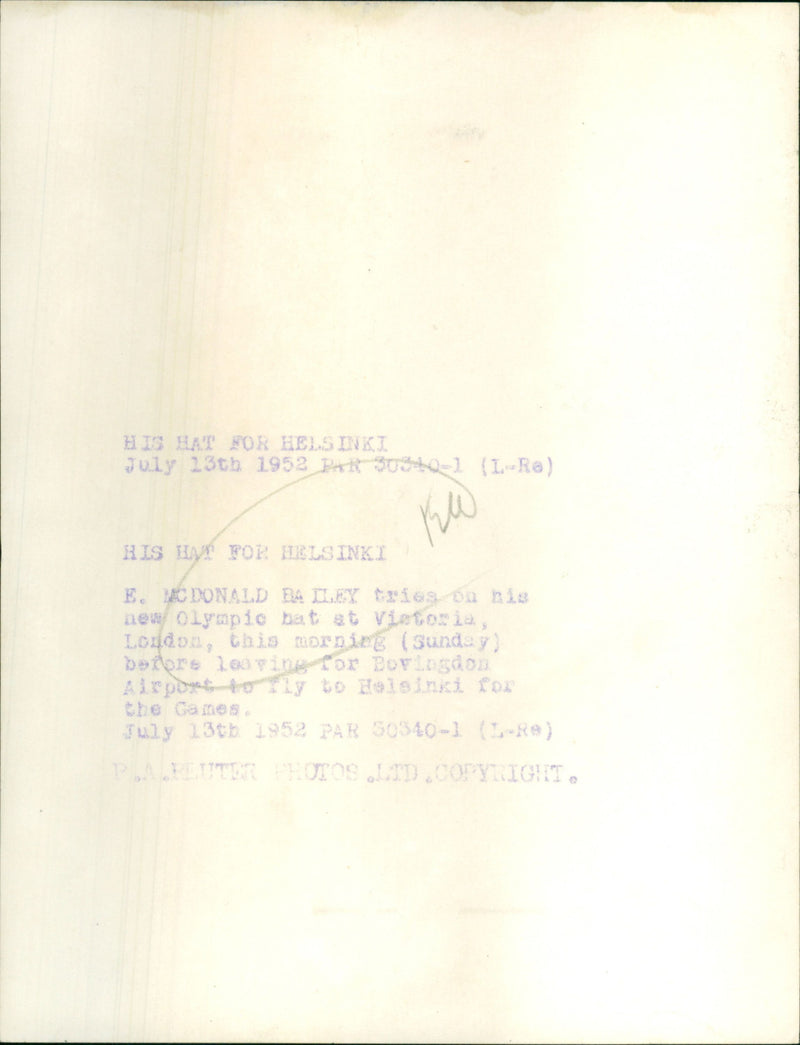 HIS HAT FOR HELSINKI
July 13th 1952 PAR 30340-1 (L-Re)
HIS HAT FOR HELSINKI
E. MCDONALD BAILEY tries on his
new Olympic hat at Victoria,
London, this morning (Sunday)
before leaving for Bovingdon
Airport to fly to Helsinki for
the Games.
July 13th 1952 PAR 30340-1 (L-Re)
P.A.REUTER PHOTOS.LTD.COPYRIGHT.